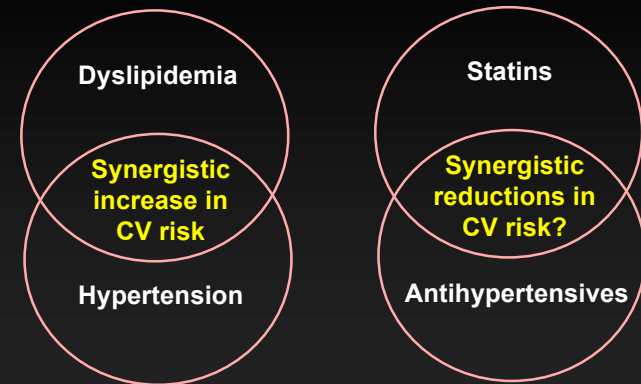 Dyslipidemia
Synergistic
increase in
CV risk
Hypertension
Statins
Synergistic
reductions in
CV risk?
Antihypertensives